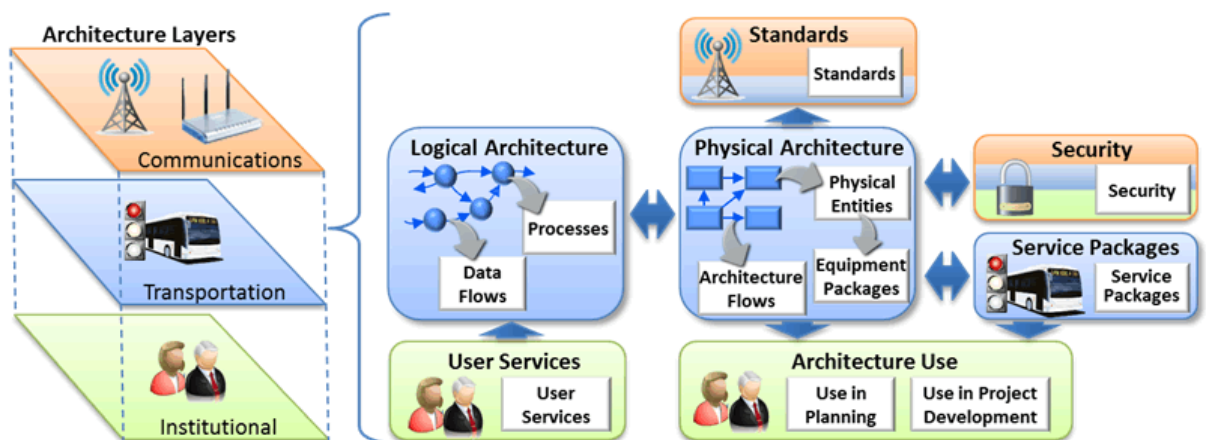 Architecture Layers
Communications
Transportation
Institutional
Standards
Standards
Logical Architecture
Processes
Data
Flows
Physical Architecture
Physical
Entities
Equipment
Packages
Architecture
Flows
Security
Security
Service Packages
Service
Packages
User Services
User
Services
Architecture Use
Use in
Planning
Use in Project
Development